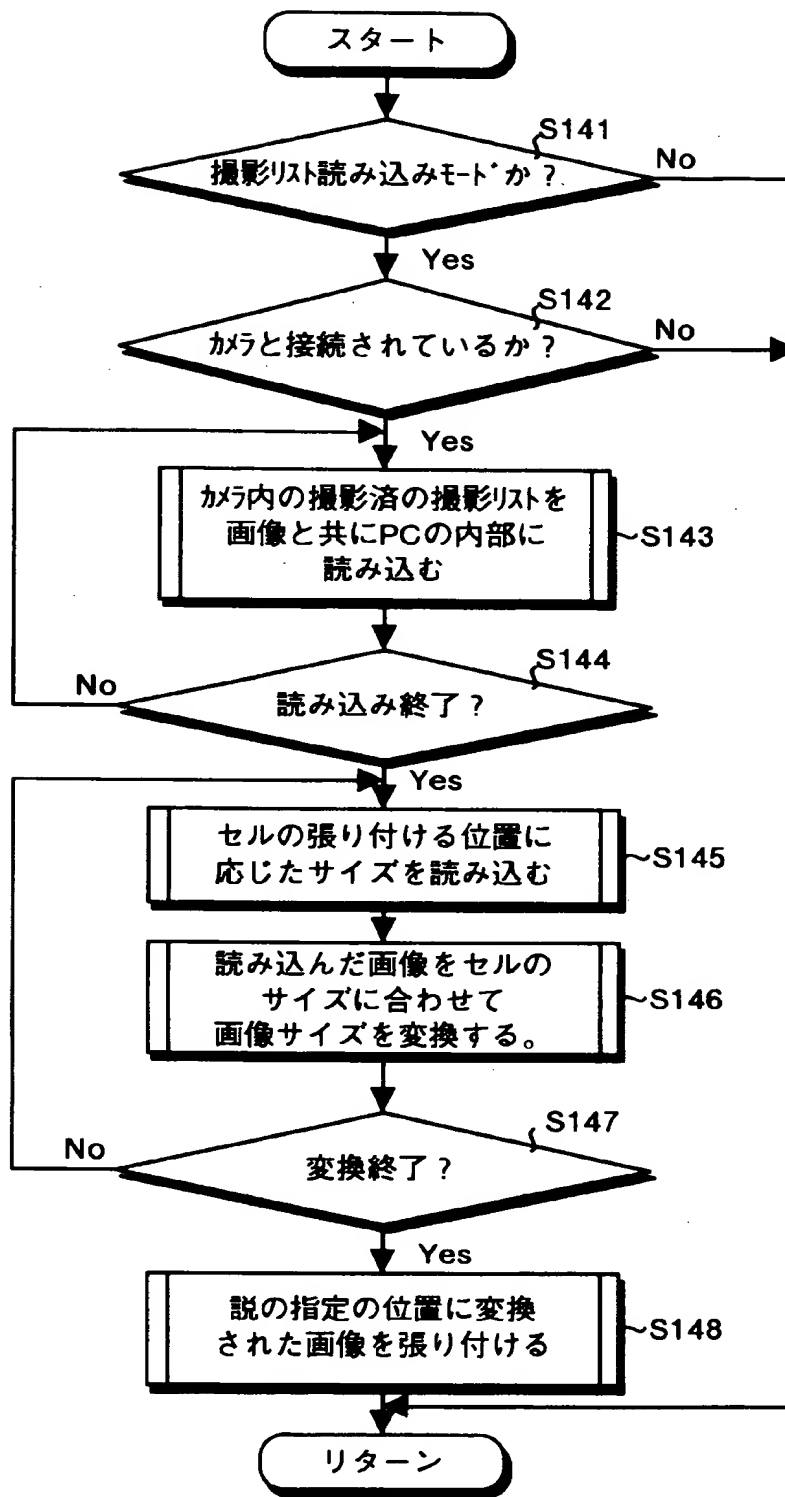 スタート
S141
撮影リスト読み込みモードか?
No
Yes
S142
カメラと接続されているか?
No
Yes
カメラ内の撮影済の撮影リストを
画像と共にPCの内部に
読み込む
S143
S144
No
読み込み終了?
Yes
セルの張り付ける位置に
応じたサイズを読み込む
S145
読み込んだ画像をセルの
サイズに合わせて
画像サイズを変換する。
S146
S147
No
変換終了?
Yes
説の指定の位置に変換
された画像を張り付ける
S148
リターン